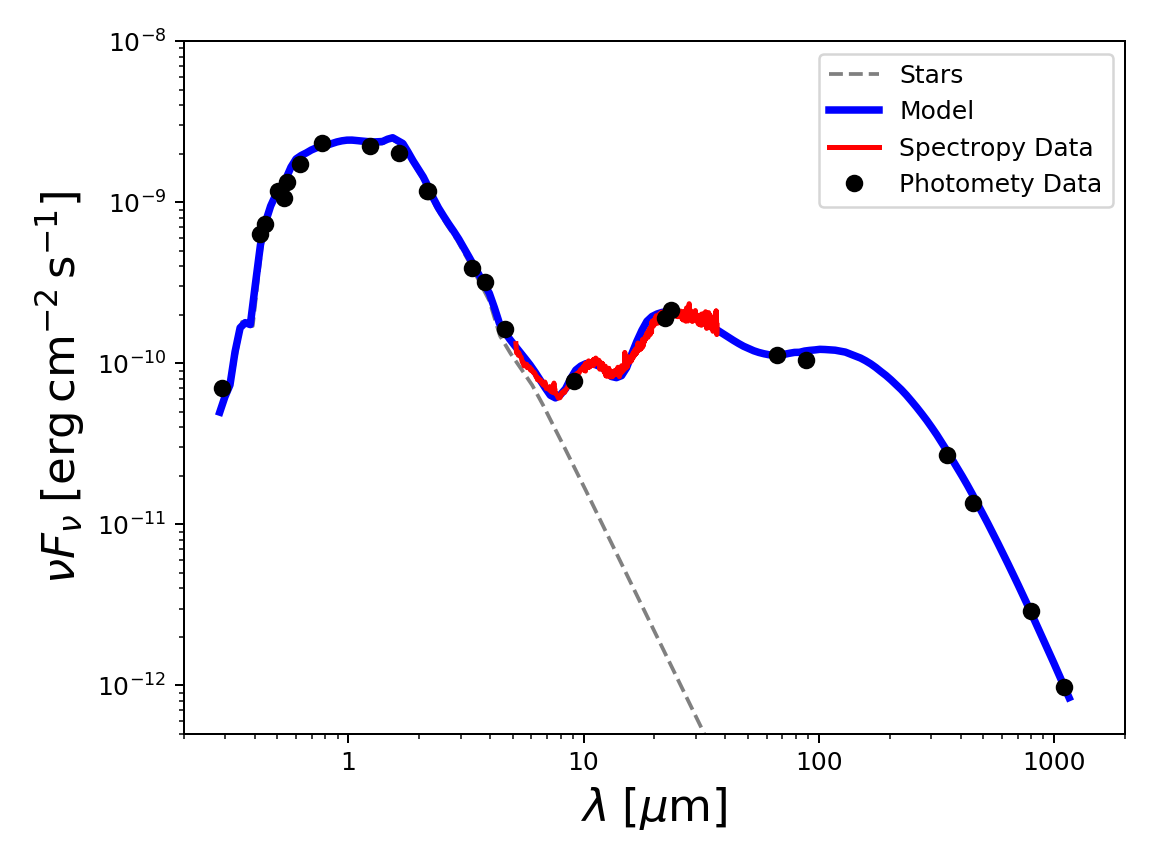 10⁻⁸
10⁻⁹
10⁻¹⁰
10⁻¹¹
10⁻¹²
νFν [erg cm⁻² s⁻¹]
Stars
Model
Spectropy Data
Photomety Data
1
10
100
1000
λ [μm]